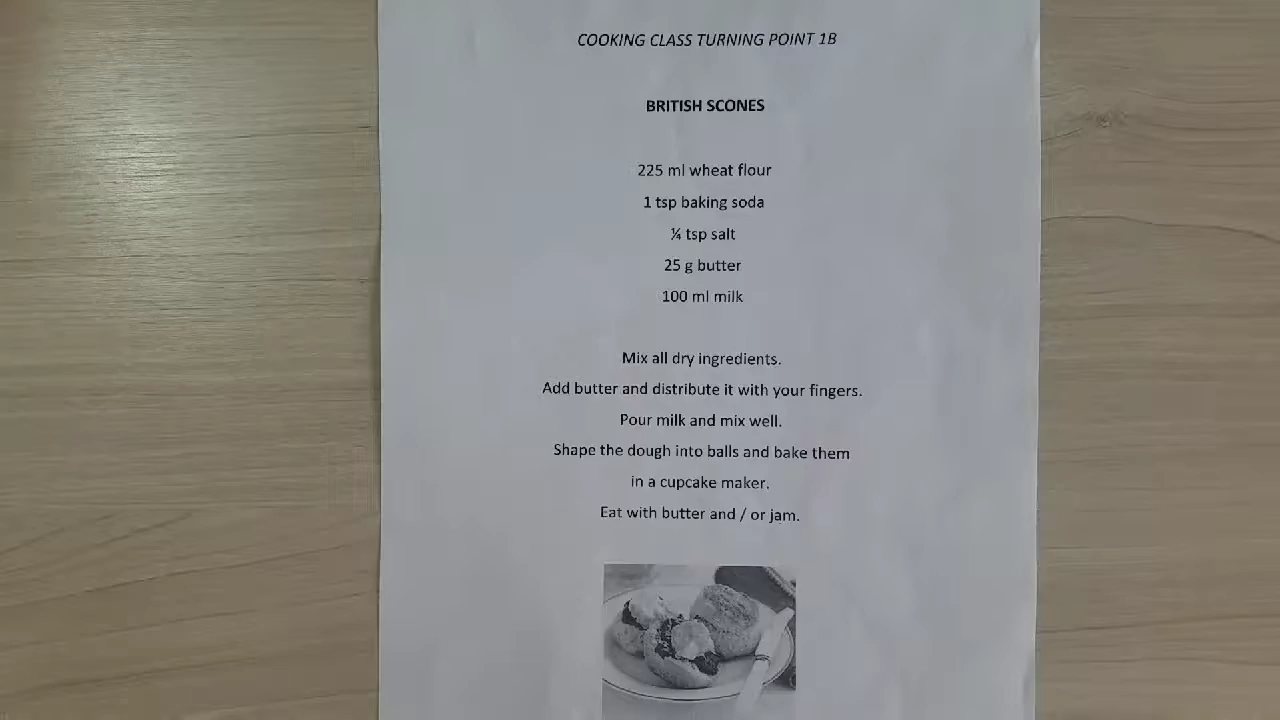 COOKING CLASS TURNING POINT 1B
BRITISH SCONES
225 ml wheat flour
1 tsp baking soda
¼ tsp salt
25 g butter
100 ml milk
Mix all dry ingredients.
Add butter and distribute it with your fingers.
Pour milk and mix well.
Shape the dough into balls and bake them
in a cupcake maker.
Eat with butter and / or jam.